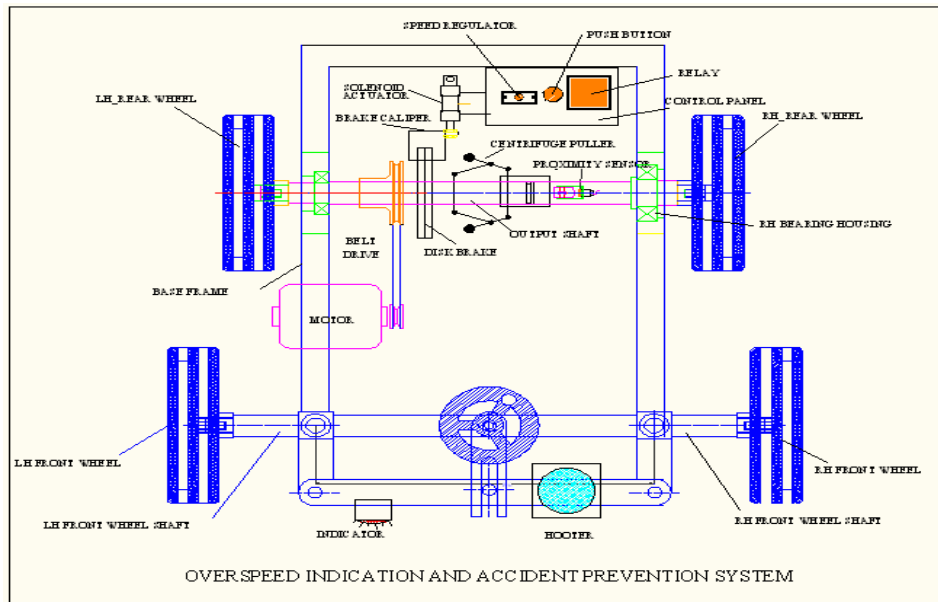 SPEED REGULATOR
PUSH BUTTON
RELAY
SOLENOID
ACTUATOR
LH_REAR WHEEL
CONTROL PANEL
BRAKE CALIPER
RH_REAR WHEEL
CENTRIFUGE PULLER
PROXIMITY SENSOR
OUTPUT SHAFT
RH BEARING HOUSING
BELT
DRIVE
DISK BRAKE
BASE FRAME
MOTOR
LH FRONT WHEEL
RH FRONT WHEEL
LH FRONT WHEEL SHAFT
RH FRONT WHEEL SHAFT
INDICATOR
HOOTER
OVERSPEED INDICATION AND ACCIDENT PREVENTION SYSTEM